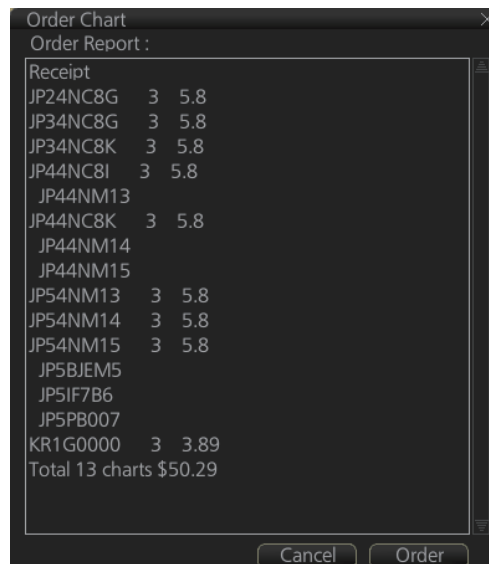 Order Chart
Order Report :
Receipt
JP24NC8G 3 5.8
JP34NC8G 3 5.8
JP34NC8K 3 5.8
JP44NC8I 3 5.8
JP44NM13
JP44NC8K 3 5.8
JP44NM14
JP44NM15
JP54NM13 3 5.8
JP54NM14 3 5.8
JP54NM15 3 5.8
JP5BJEM5
JP5IF7B6
JP5PB007
KR1G0000 3 3.89
Total 13 charts $50.29
Cancel Order